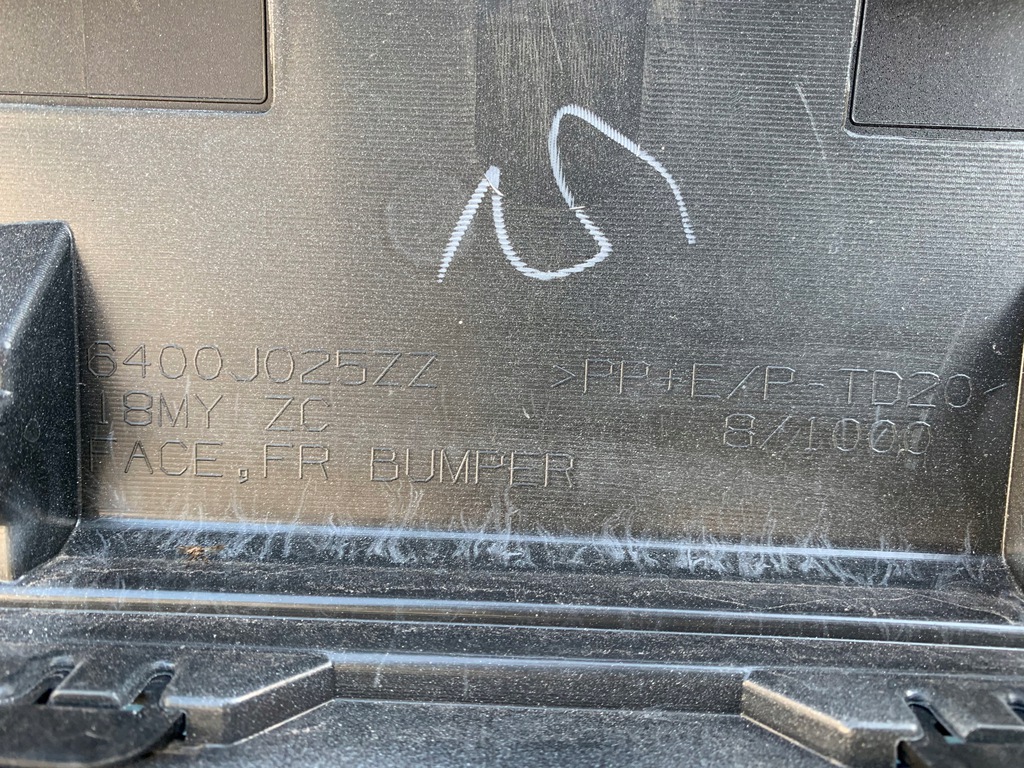 6400J025ZZ
18MY ZC
FACE,FR BUMPER
>PP+E/P-TD20<
8/1000